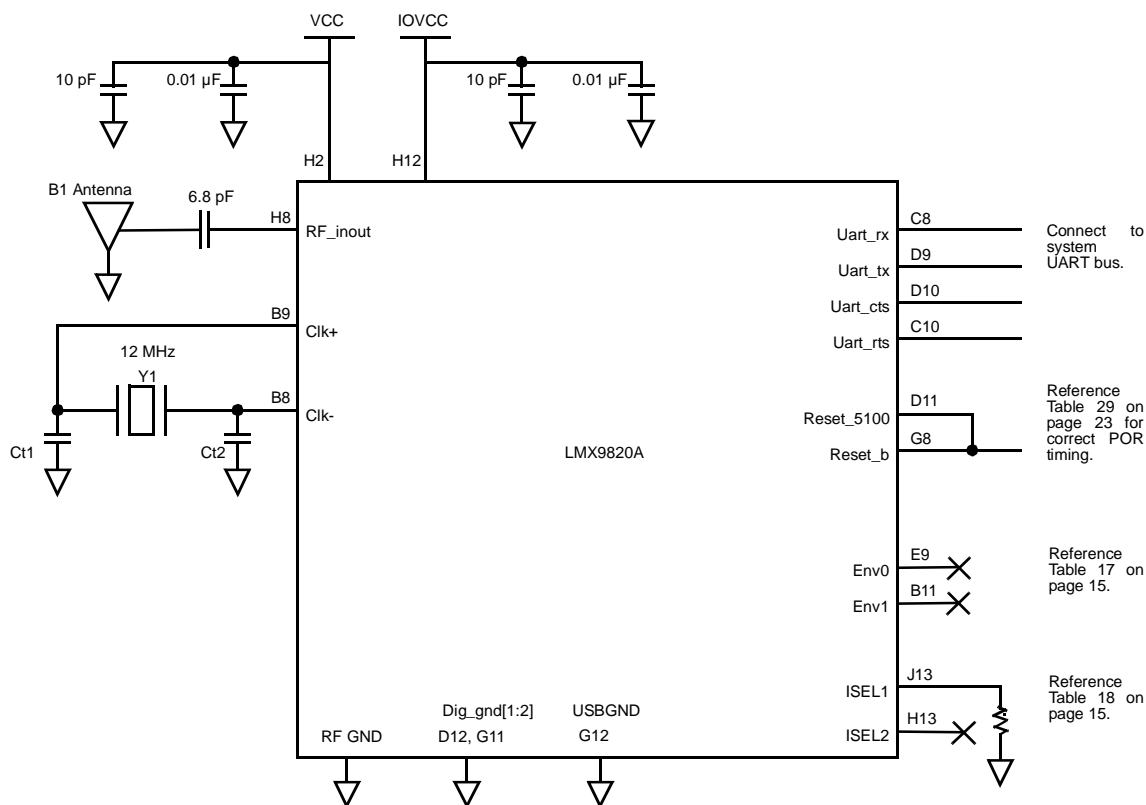 VCC
IOVCC
10 pF
0.01 µF
10 pF
0.01 µF
H2
H12
B1 Antenna
6.8 pF
H8
RF_inout
B9
Clk+
12 MHz
Y1
B8
Clk-
Ct1
Ct2
LMX9820A
C8
Uart_rx
D9
Uart_tx
D10
Uart_cts
C10
Uart_rts
Connect to
system
UART bus.
D11
Reset_5100
G8
Reset_b
Reference
Table 29 on
page 23 for
correct POR
timing.
E9
Env0
B11
Env1
Reference
Table 17 on
page 15.
J13
ISEL1
H13
ISEL2
Reference
Table 18 on
page 15.
RF GND
Dig_gnd[1:2]
D12, G11
USBGND
G12